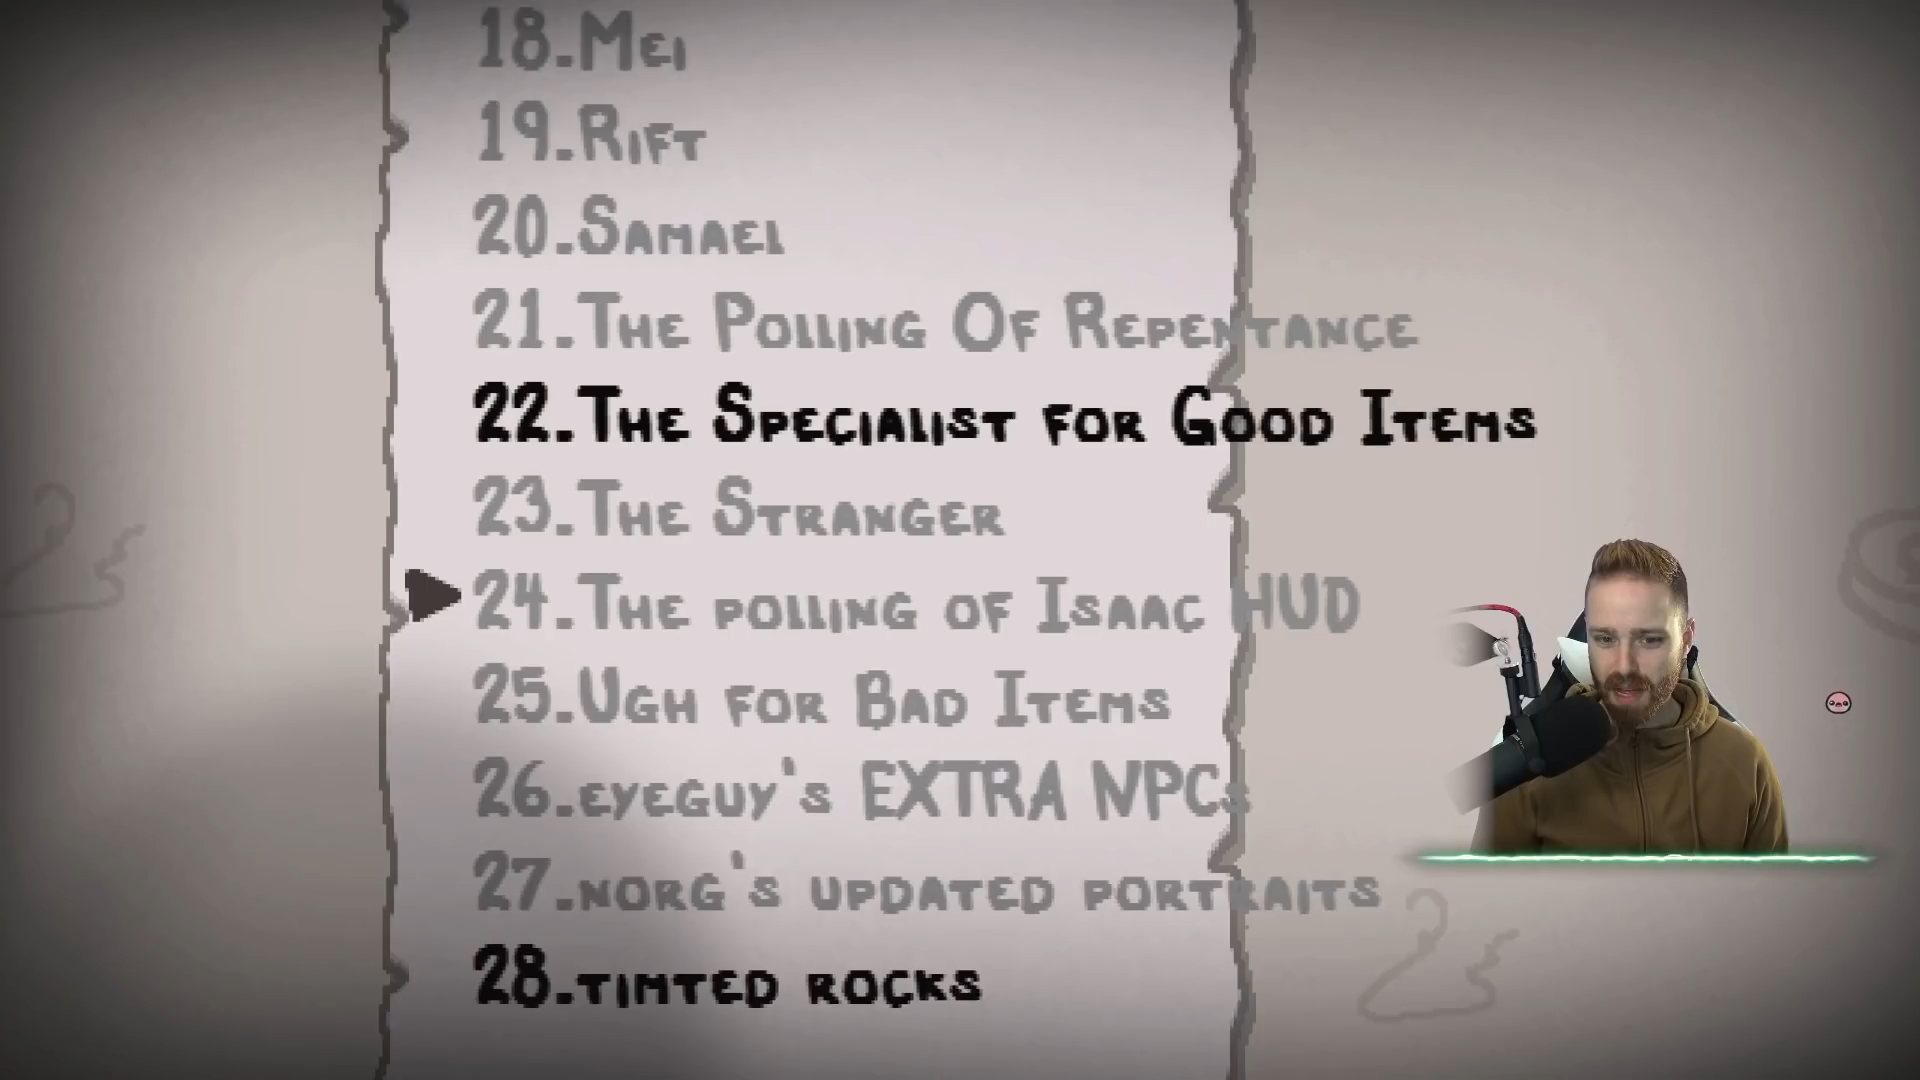 18.Mei
19.Rift
20.Samael
21.The Polling Of Repentance
22.The Specialist for Good Items
23.The Stranger
24.The polling of Isaac HUD
25.Ugh for Bad Items
26.eyeguy's EXTRA NPCs
27.norg's updated portraits
28.tinted rocks